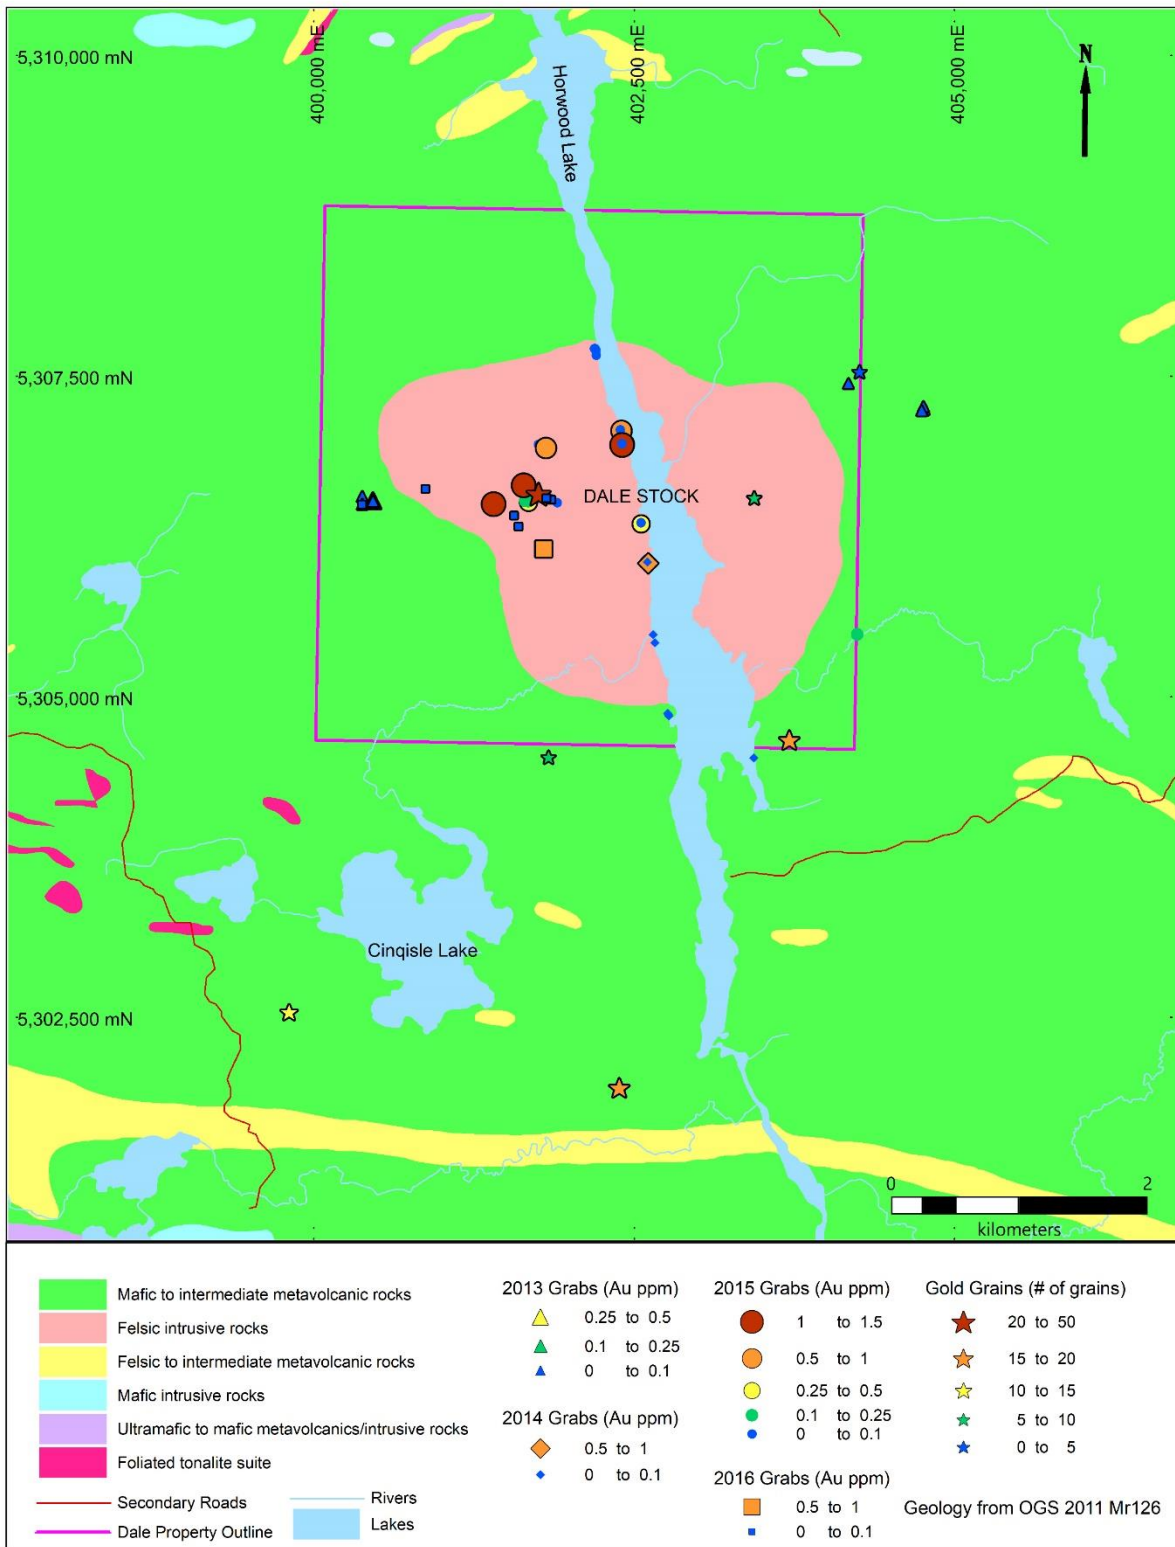 400,000 mE
402,500 mE
405,000 mE
5,310,000 mN
N
Horwood Lake
5,307,500 mN
DALE STOCK
5,305,000 mN
Cinqisle Lake
5,302,500 mN
0 2
kilometers
Mafic to intermediate metavolcanic rocks
Felsic intrusive rocks
Felsic to intermediate metavolcanic rocks
Mafic intrusive rocks
Ultramafic to mafic metavolcanics/intrusive rocks
Foliated tonalite suite
Secondary Roads
Dale Property Outline
Rivers
Lakes
2013 Grabs (Au ppm)
0.25 to 0.5
0.1 to 0.25
0 to 0.1
2014 Grabs (Au ppm)
0.5 to 1
0 to 0.1
2015 Grabs (Au ppm)
1 to 1.5
0.5 to 1
0.25 to 0.5
0.1 to 0.25
0 to 0.1
2016 Grabs (Au ppm)
0.5 to 1
0 to 0.1
Gold Grains (# of grains)
20 to 50
15 to 20
10 to 15
5 to 10
0 to 5
Geology from OGS 2011 Mr126